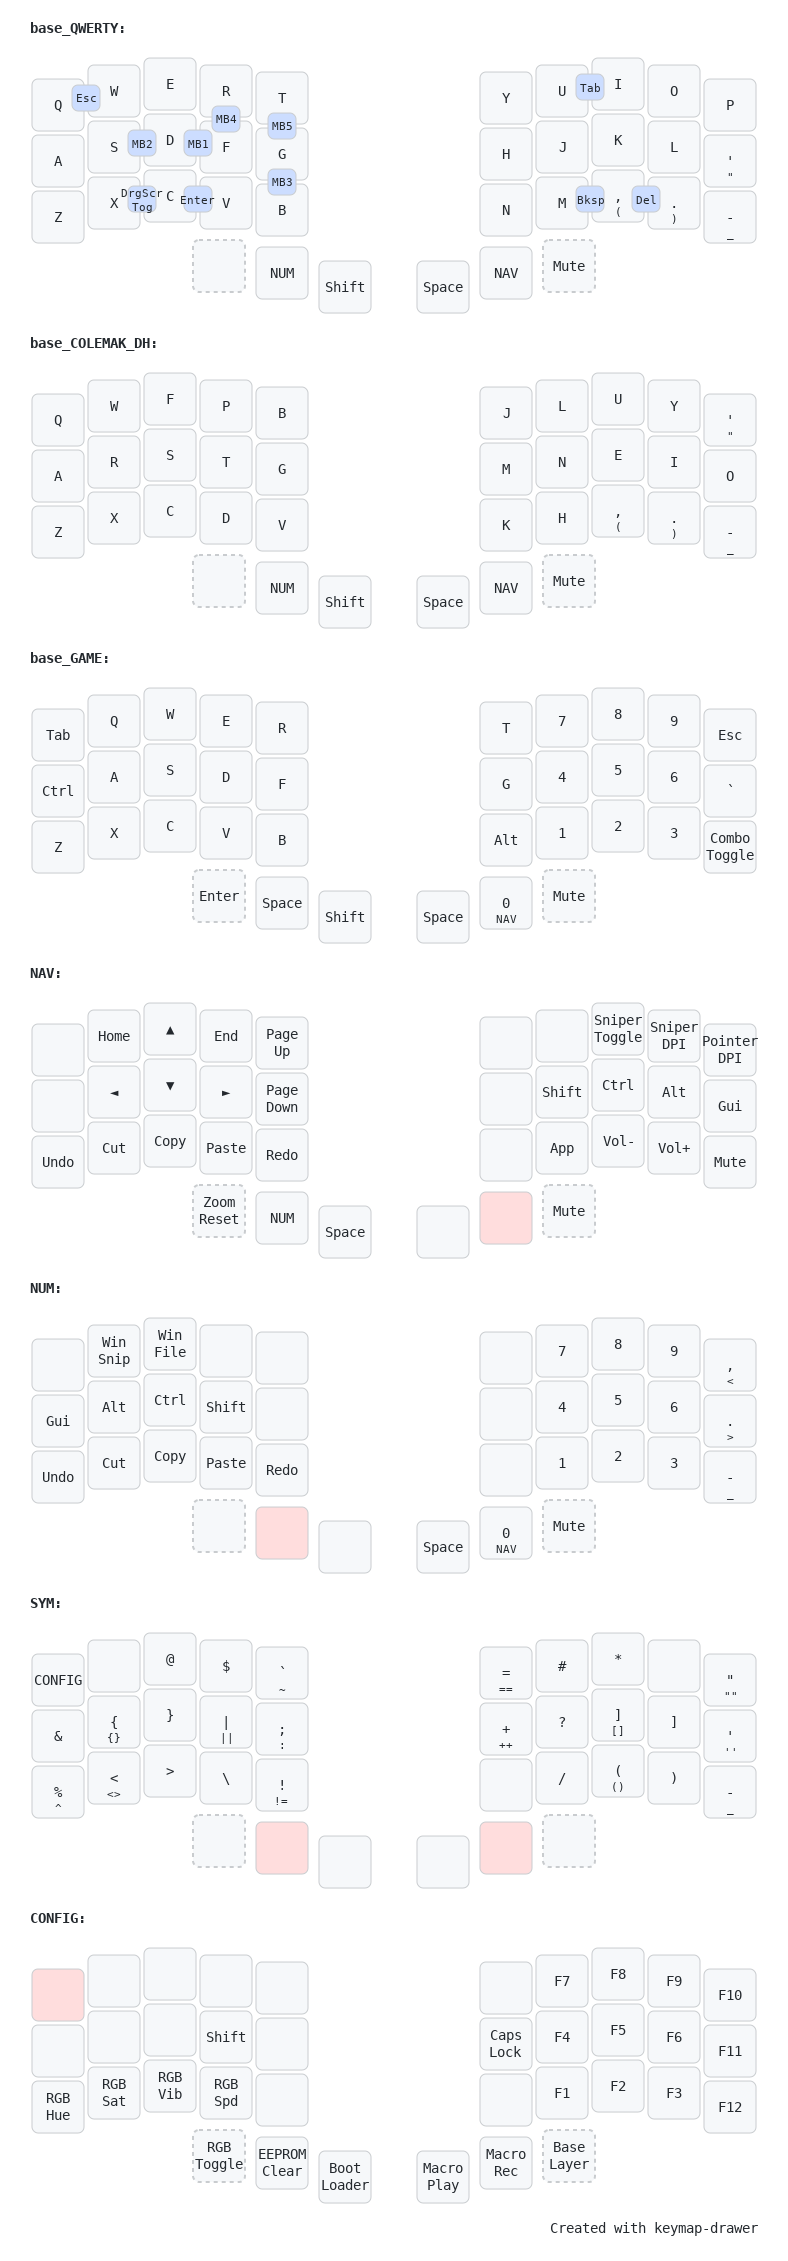 base_QWERTY:
Q Esc W E R T Y U Tab I O P
MB4 MB5
A S MB2 D MB1 F G H J K L ' "
MB3
Z X DrgScr Tog C Enter V B N M Bksp , ( Del . ) - _
NUM Shift Space NAV Mute
base_COLEMAK_DH:
Q W F P B J L U Y ' "
A R S T G M N E I O
Z X C D V K H , ( . ) - _
NUM Shift Space NAV Mute
base_GAME:
Tab Q W E R T 7 8 9 Esc
Ctrl A S D F G 4 5 6 `
Z X C V B Alt 1 2 3 Combo Toggle
Enter Space Shift Space 0 NAV Mute
NAV:
Home ▲ End Page Up Sniper Toggle Sniper DPI Pointer DPI
◄ ▼ ► Page Down Shift Ctrl Alt Gui
Undo Cut Copy Paste Redo App Vol- Vol+ Mute
Zoom Reset NUM Space Mute
NUM:
Win Snip Win File 7 8 9 , <
Gui Alt Ctrl Shift 4 5 6 . >
Undo Cut Copy Paste Redo 1 2 3 - _
Space 0 NAV Mute
SYM:
CONFIG @ $ ` ~ = == # * " ""
& { {} } | || ; : + ++ ? ] [] ] ' ''
% ^ < <> > \ ! != / ( () ) - _
CONFIG:
F7 F8 F9 F10
Shift Caps Lock F4 F5 F6 F11
RGB Hue RGB Sat RGB Vib RGB Spd F1 F2 F3 F12
RGB Toggle EEPROM Clear Boot Loader Macro Play Macro Rec Base Layer
Created with keymap-drawer